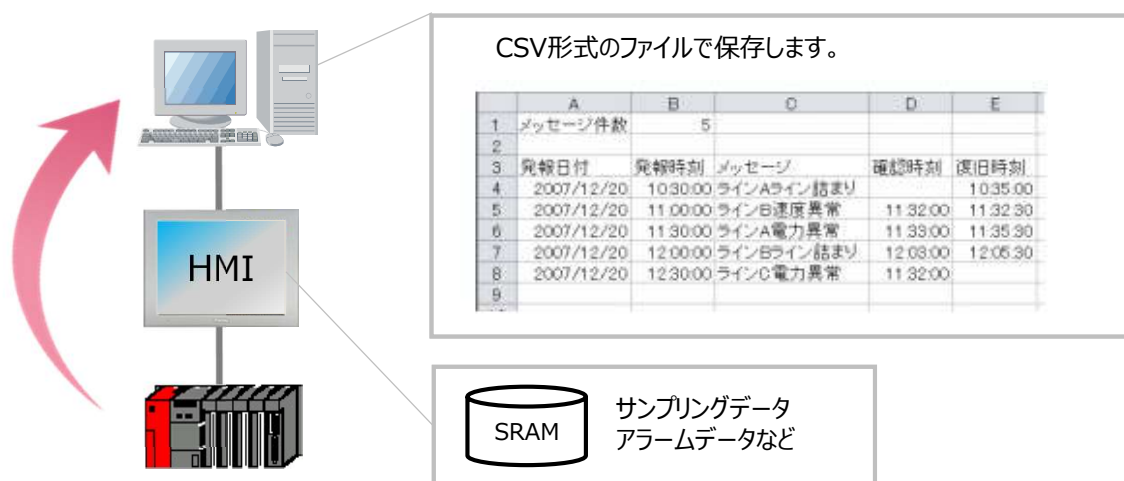 CSV形式のファイルで保存します。
A B C D E
1 メッセージ件数 5
2
3 発報日付 発報時刻 メッセージ 確認時刻 復旧時刻
4 2007/12/20 10:30:00 ラインAライン詰まり 10:35:00
5 2007/12/20 11:00:00 ラインB速度異常 11:32:00 11:32:30
6 2007/12/20 11:30:00 ラインA電力異常 11:33:00 11:35:30
7 2007/12/20 12:00:00 ラインBライン詰まり 12:03:00 12:05:30
8 2007/12/20 12:30:00 ラインC電力異常 11:32:00
9
HMI
SRAM
サンプリングデータ
アラームデータなど